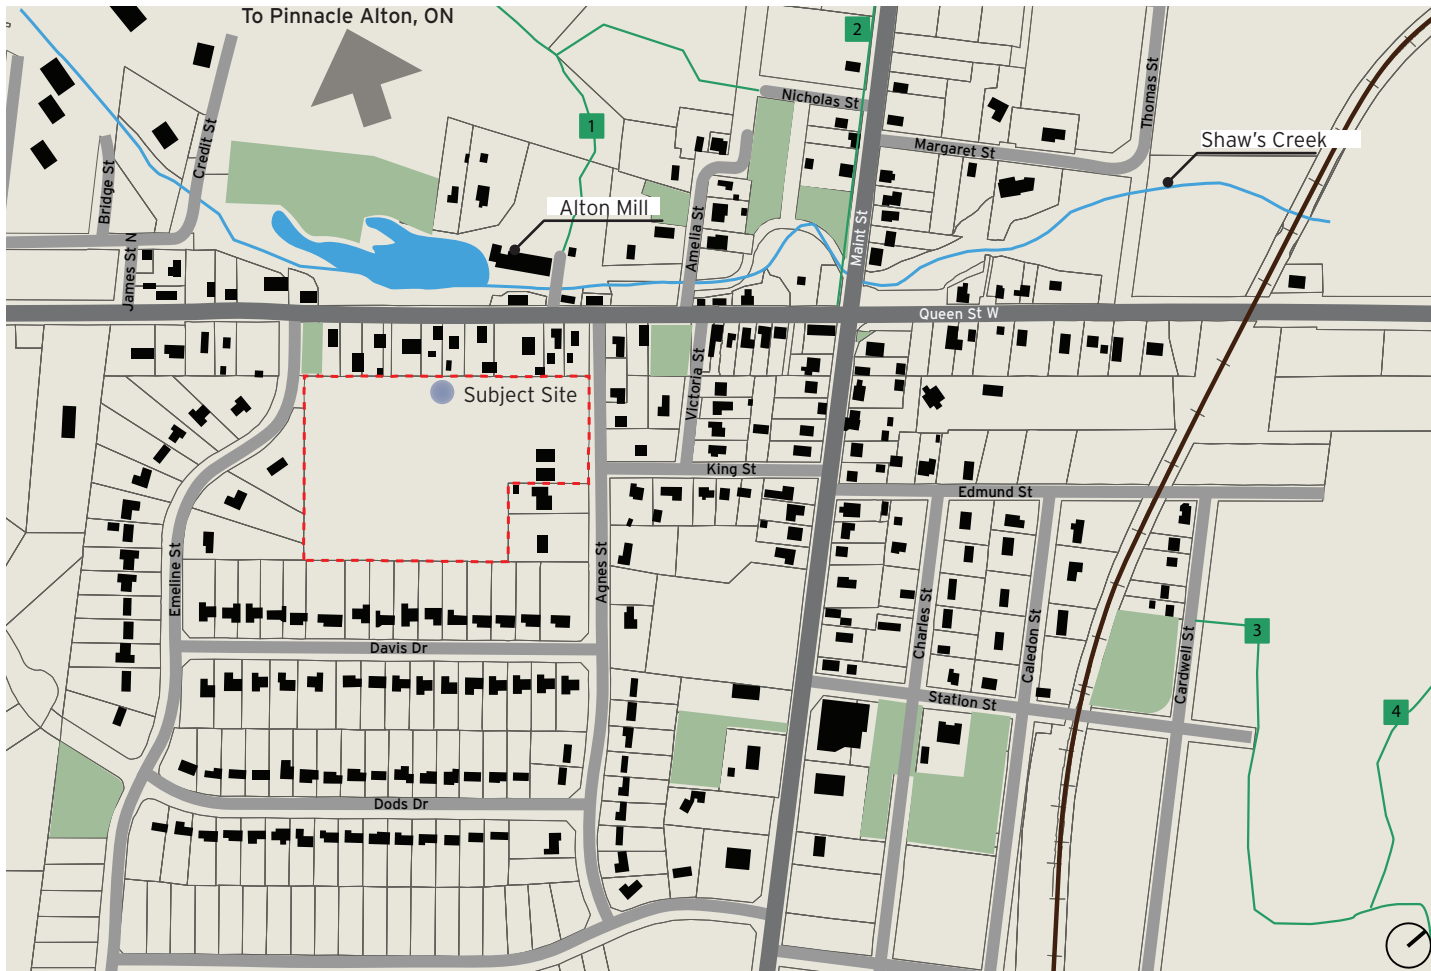 To Pinnacle Alton, ON
2
Nicholas St
Thomas St
1
Shaw's Creek
Margaret St
Credit St
Bridge St
Alton Mill
Amelia St
Maint St
James St N
Queen St W
Victoria St
Subject Site
King St
Edmund St
Emeline St
Agnes St
Charles St
Caledon St
Cardwell St
3
Davis Dr
Station St
4
Dods Dr